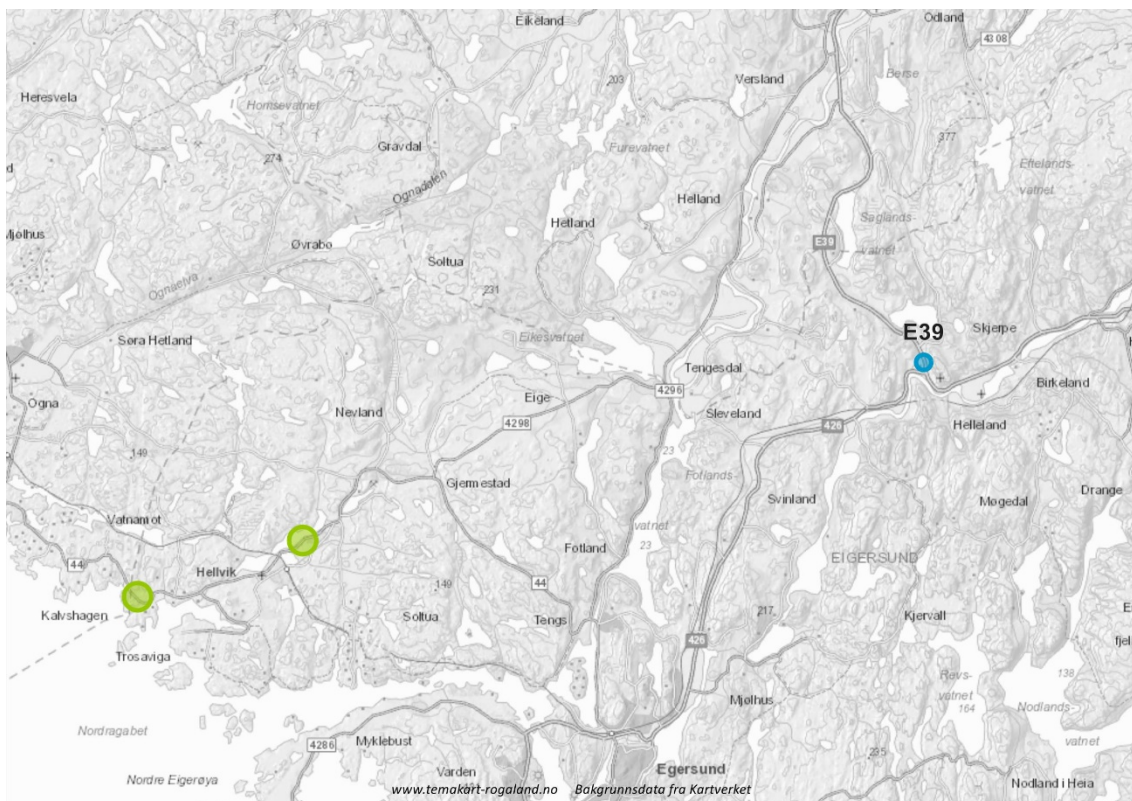 Eikeland
Odland
4308
Heresvela
Homsevatnet
203
Versland
Berse
274
Gravdal
Furevatnet
377
Eftelands-
vatnet
Ognadalen
Helland
Hetland
Saglands-
vatnet
Mjølhus
Øvrabø
E39
Soltua
Ognaelva
231
Søra Hetland
Eikesvatnet
E39
Skjerpe
Tengesdal
4296
Birkeland
Ogna
Nevland
Eige
4298
Sleveland
426
Helleland
149
23
Fotlands-
vatnet
23
Gjermestad
Svinland
Møgedal
Drange
Vatnamot
Fotland
EIGERSUND
44
Hellvik
149
44
Kalvshagen
Soltua
Tengs
217
Kjervall
426
Trosaviga
Revs-
vatnet
164
138
Nodlands-
vatnet
Mjølhus
Nordragabet
4286
Myklebust
235
Nordre Eigerøya
Varden
Egersund
Nodland i Heia
www.temakart-rogaland.no Bakgrunnsdata fra Kartverket